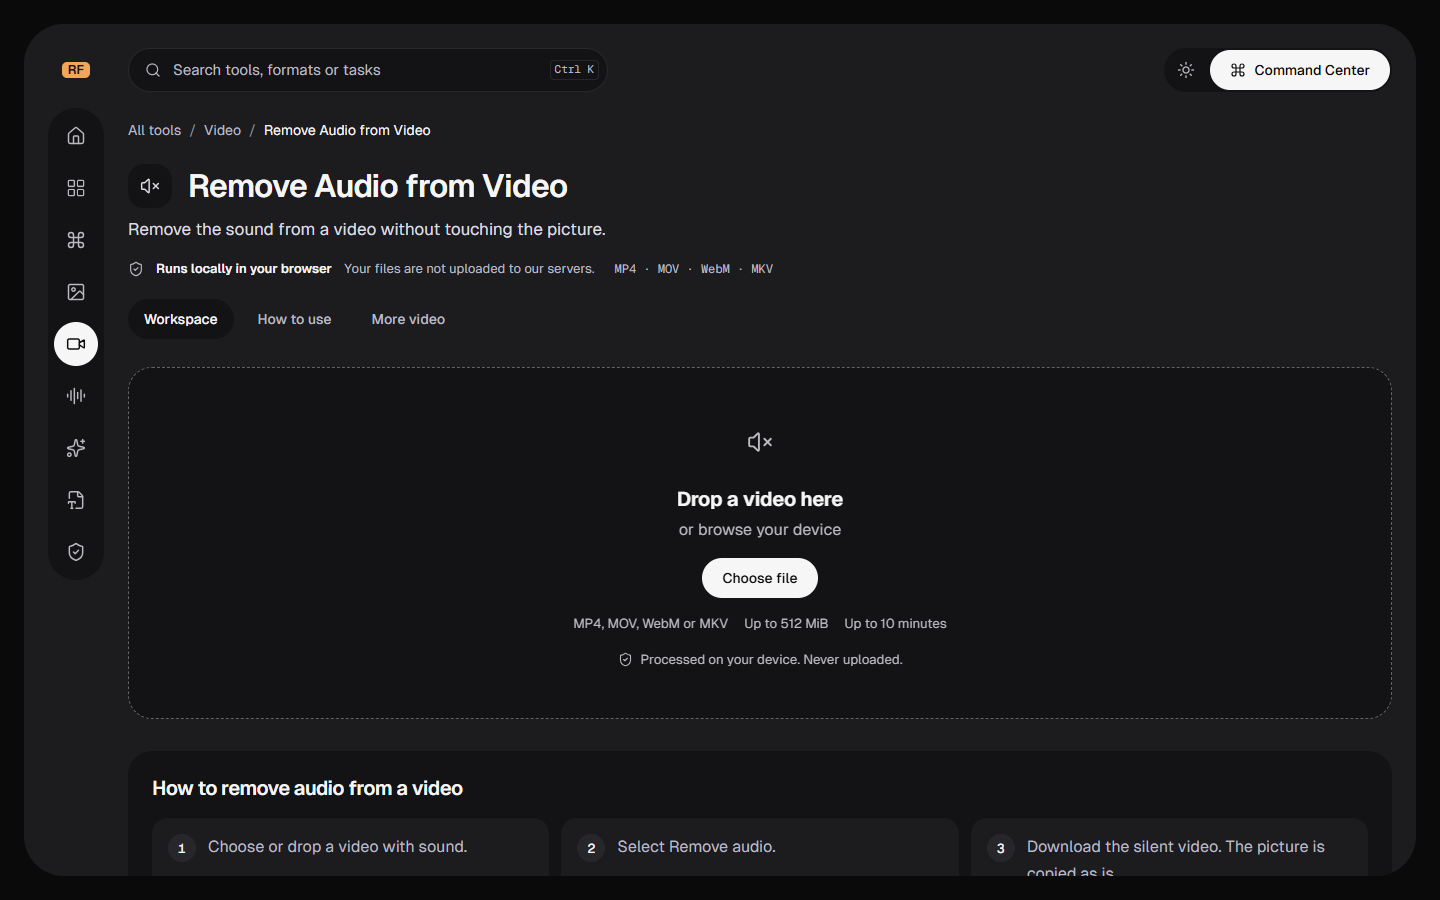 RF
Search tools, formats or tasks
Ctrl K
Command Center
All tools / Video / Remove Audio from Video
Remove Audio from Video
Remove the sound from a video without touching the picture.
Runs locally in your browser Your files are not uploaded to our servers. MP4 · MOV · WebM · MKV
Workspace How to use More video
Drop a video here
or browse your device
Choose file
MP4, MOV, WebM or MKV Up to 512 MiB Up to 10 minutes
Processed on your device. Never uploaded.
How to remove audio from a video
1 Choose or drop a video with sound.
2 Select Remove audio.
3 Download the silent video. The picture is
copied as is.